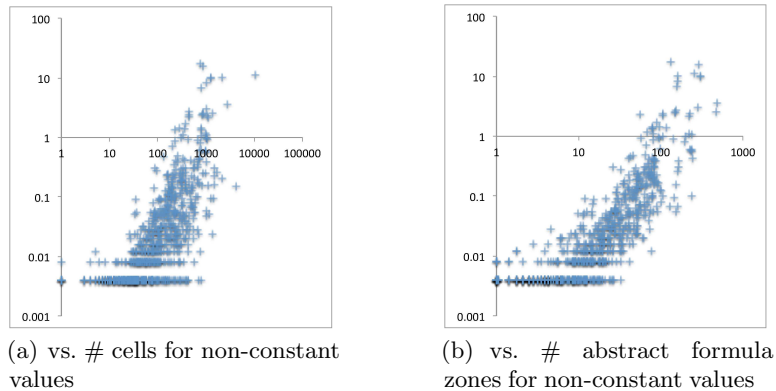 100
10
1
1 10 100 1000 10000 100000
0.1
0.01
0.001
(a) vs. # cells for non-constant
values
100
10
1
1 10 100 1000
0.1
0.01
0.001
(b) vs. # abstract formula
zones for non-constant values